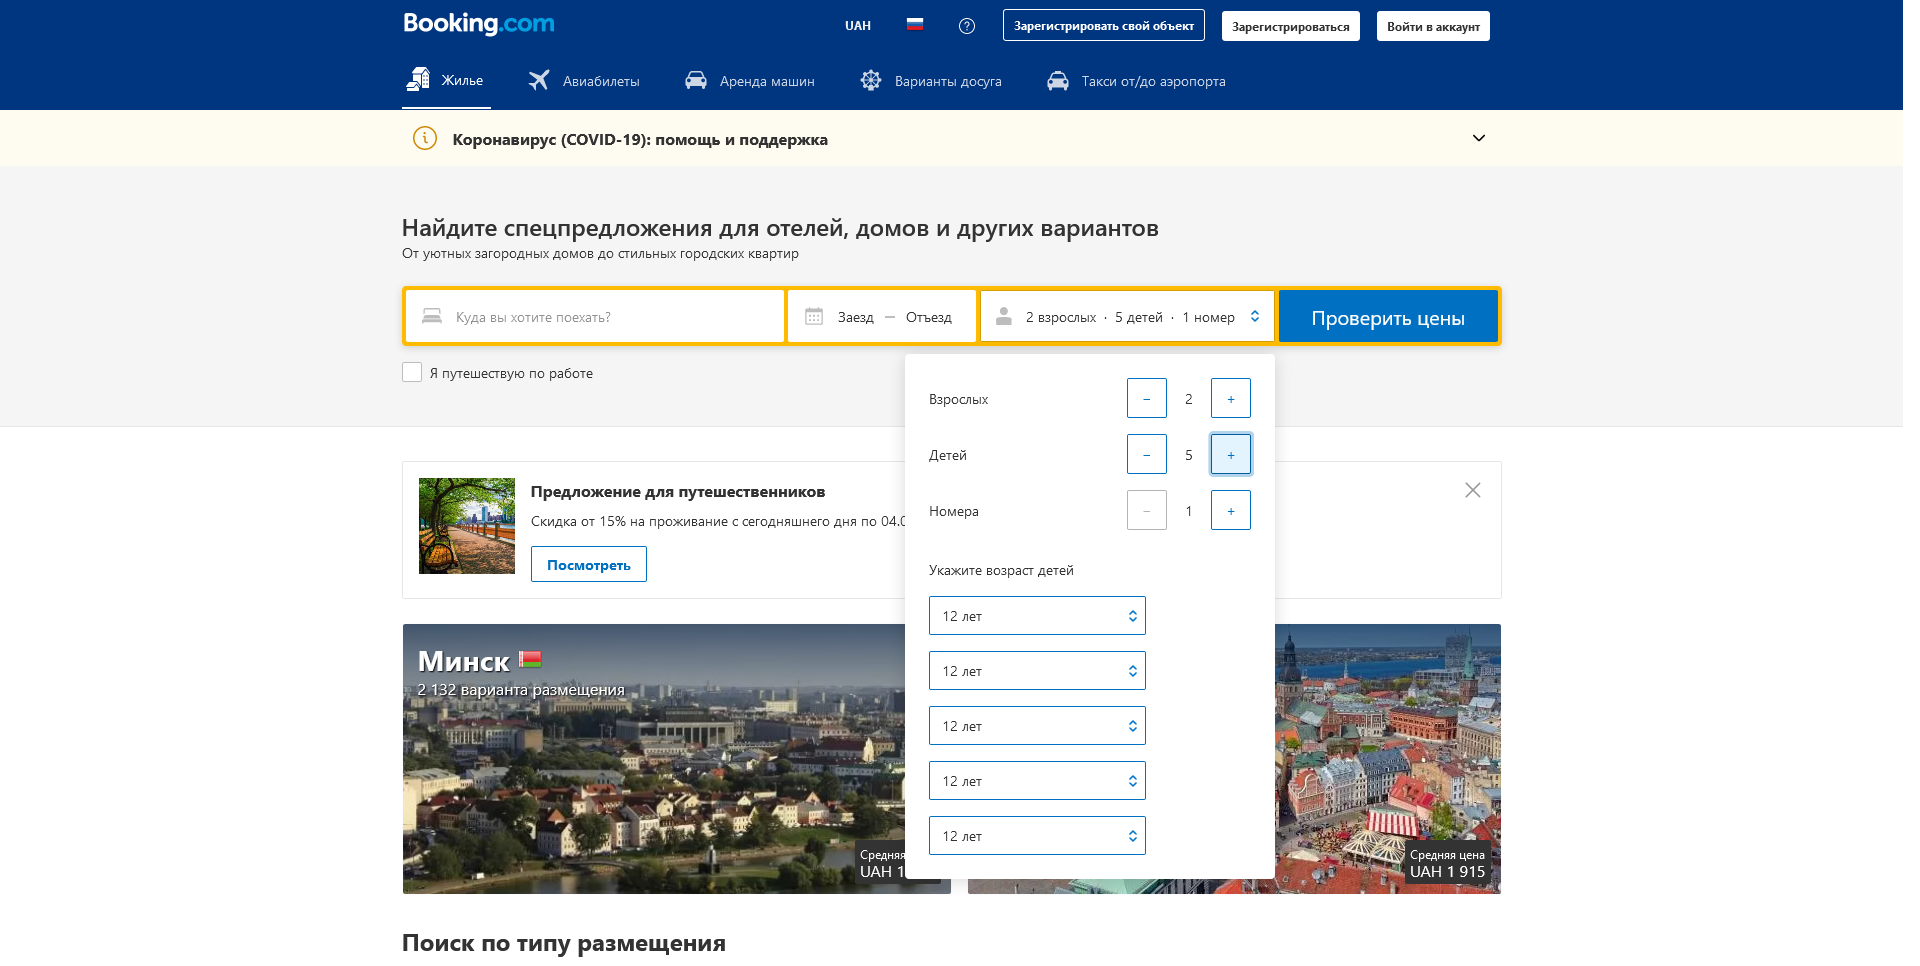 Booking.com
UAH
Зарегистрировать свой объект
Зарегистрироваться
Войти в аккаунт
Жилье
Авиабилеты
Аренда машин
Варианты досуга
Такси от/до аэропорта
Коронавирус (COVID-19): помощь и поддержка
Найдите спецпредложения для отелей, домов и других вариантов
От уютных загородных домов до стильных городских квартир
Куда вы хотите поехать?
Заезд — Отъезд
2 взрослых · 5 детей · 1 номер
Проверить цены
Я путешествую по работе
Взрослых
− 2 +
Детей
− 5 +
Номера
− 1 +
Укажите возраст детей
12 лет
12 лет
12 лет
12 лет
12 лет
Предложение для путешественников
Скидка от 15% на проживание с сегодняшнего дня по 04.
Посмотреть
Минск
2 132 варианта размещения
Средняя
UAH 1
Средняя цена
UAH 1 915
Поиск по типу размещения